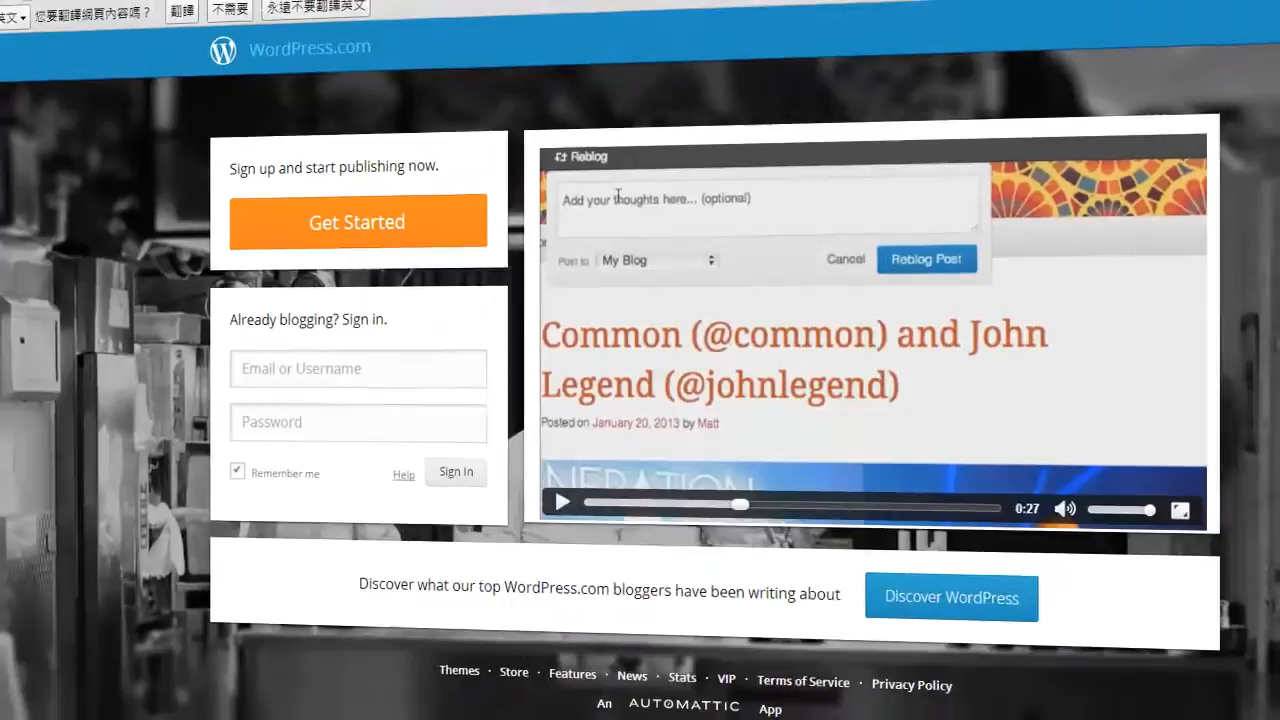 英文 您要翻譯網頁內容嗎？ 翻譯 不需要 永遠不要翻譯英文
WordPress.com
Sign up and start publishing now.
Get Started
Already blogging? Sign in.
Email or Username
Password
Remember me Help Sign In
Reblog
Add your thoughts here... (optional)
Post to My Blog Cancel Reblog Post
Common (@common) and John
Legend (@johnlegend)
Posted on January 20, 2013 by Matt
NERATION
0:27
Discover what our top WordPress.com bloggers have been writing about Discover WordPress
Themes · Store · Features · News · Stats · VIP · Terms of Service · Privacy Policy
An AUTOMATTIC App